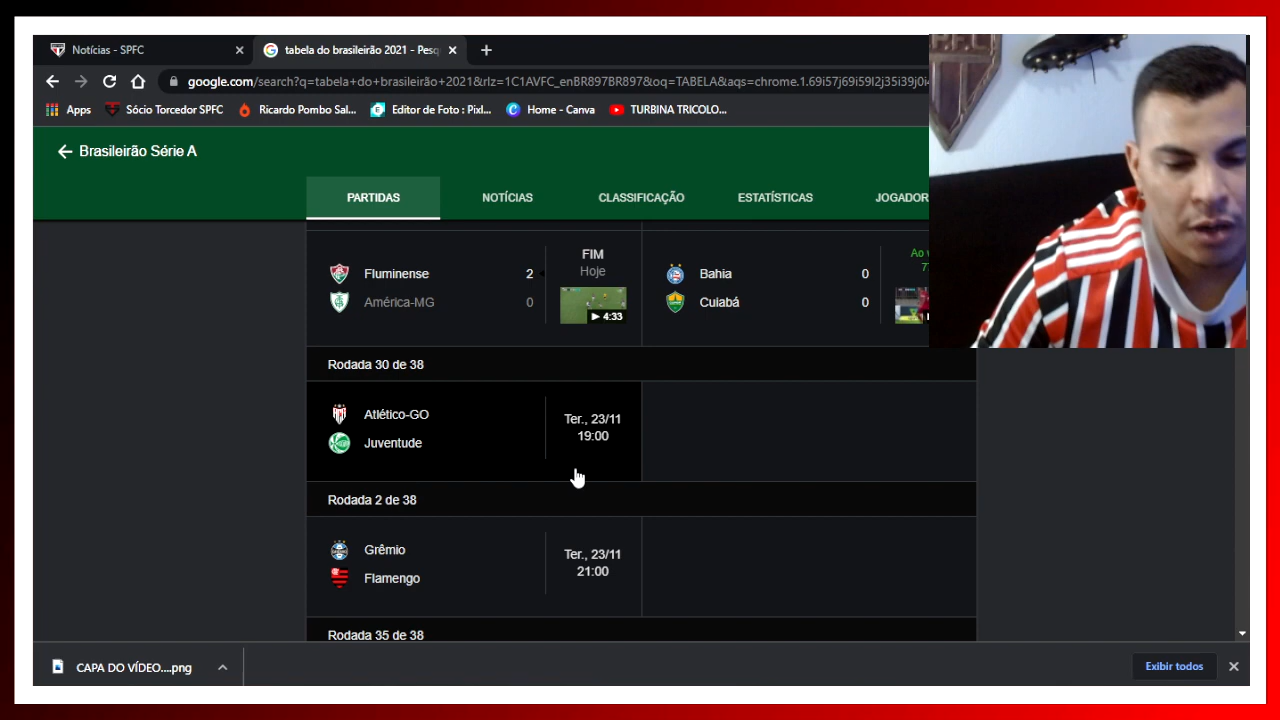 Notícias - SPFC
tabela do brasileirão 2021 - Pesq
google.com/search?q=tabela+do+brasileirão+2021&rlz=1C1AVFC_enBR897BR897&oq=TABELA&aqs=chrome.1.69i57j69i59l2j35i39j0i4
Apps
Sócio Torcedor SPFC
Ricardo Pombo Sal...
Editor de Foto : Pixl...
Home - Canva
TURBINA TRICOLO...
Brasileirão Série A
PARTIDAS
NOTÍCIAS
CLASSIFICAÇÃO
ESTATÍSTICAS
JOGADOR
Fluminense 2
América-MG 0
FIM
Hoje
4:33
Bahia 0
Cuiabá 0
Ao v
77
Rodada 30 de 38
Atlético-GO
Juventude
Ter., 23/11
19:00
Rodada 2 de 38
Grêmio
Flamengo
Ter., 23/11
21:00
Rodada 35 de 38
CAPA DO VÍDEO....png
Exibir todos